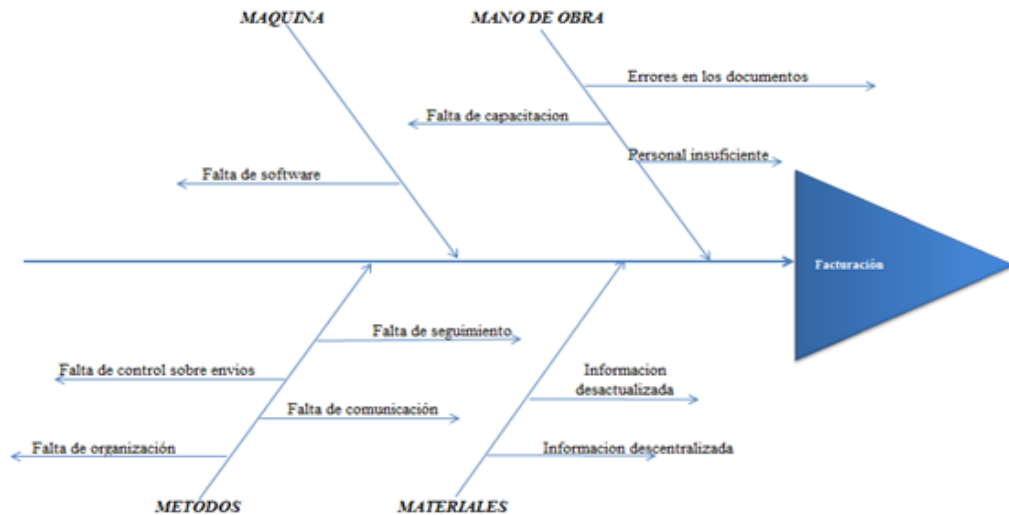 MAQUINA
MANO DE OBRA
Errores en los documentos
Falta de capacitacion
Personal insuficiente
Falta de software
Facturación
Falta de seguimiento
Falta de control sobre envios
Informacion
desactualizada
Falta de comunicación
Falta de organización
Informacion descentralizada
METODOS
MATERIALES